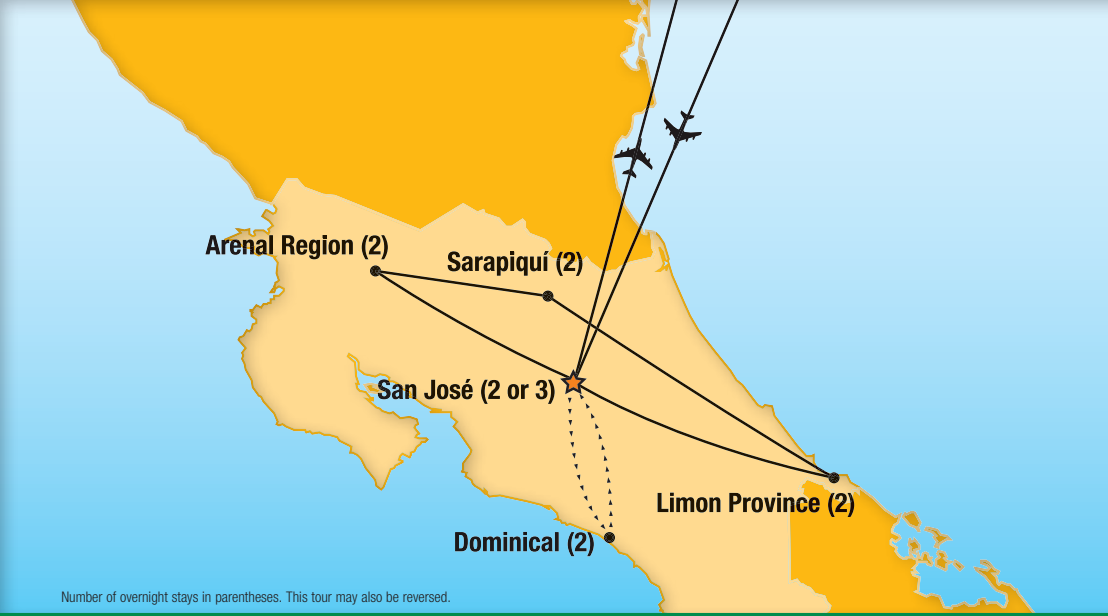 Arenal Region (2)
Sarapiquí (2)
San José (2 or 3)
Limon Province (2)
Dominical (2)
Number of overnight stays in parentheses. This tour may also be reversed.